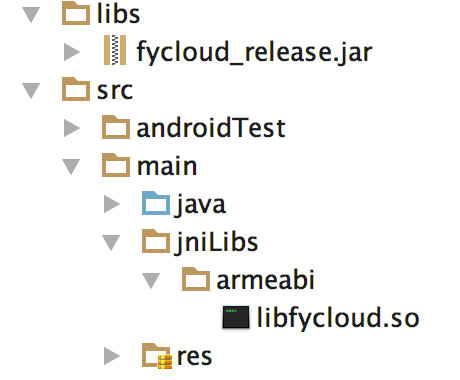 libs
fycloud_release.jar
src
androidTest
main
java
jniLibs
armeabi
libfycloud.so
res